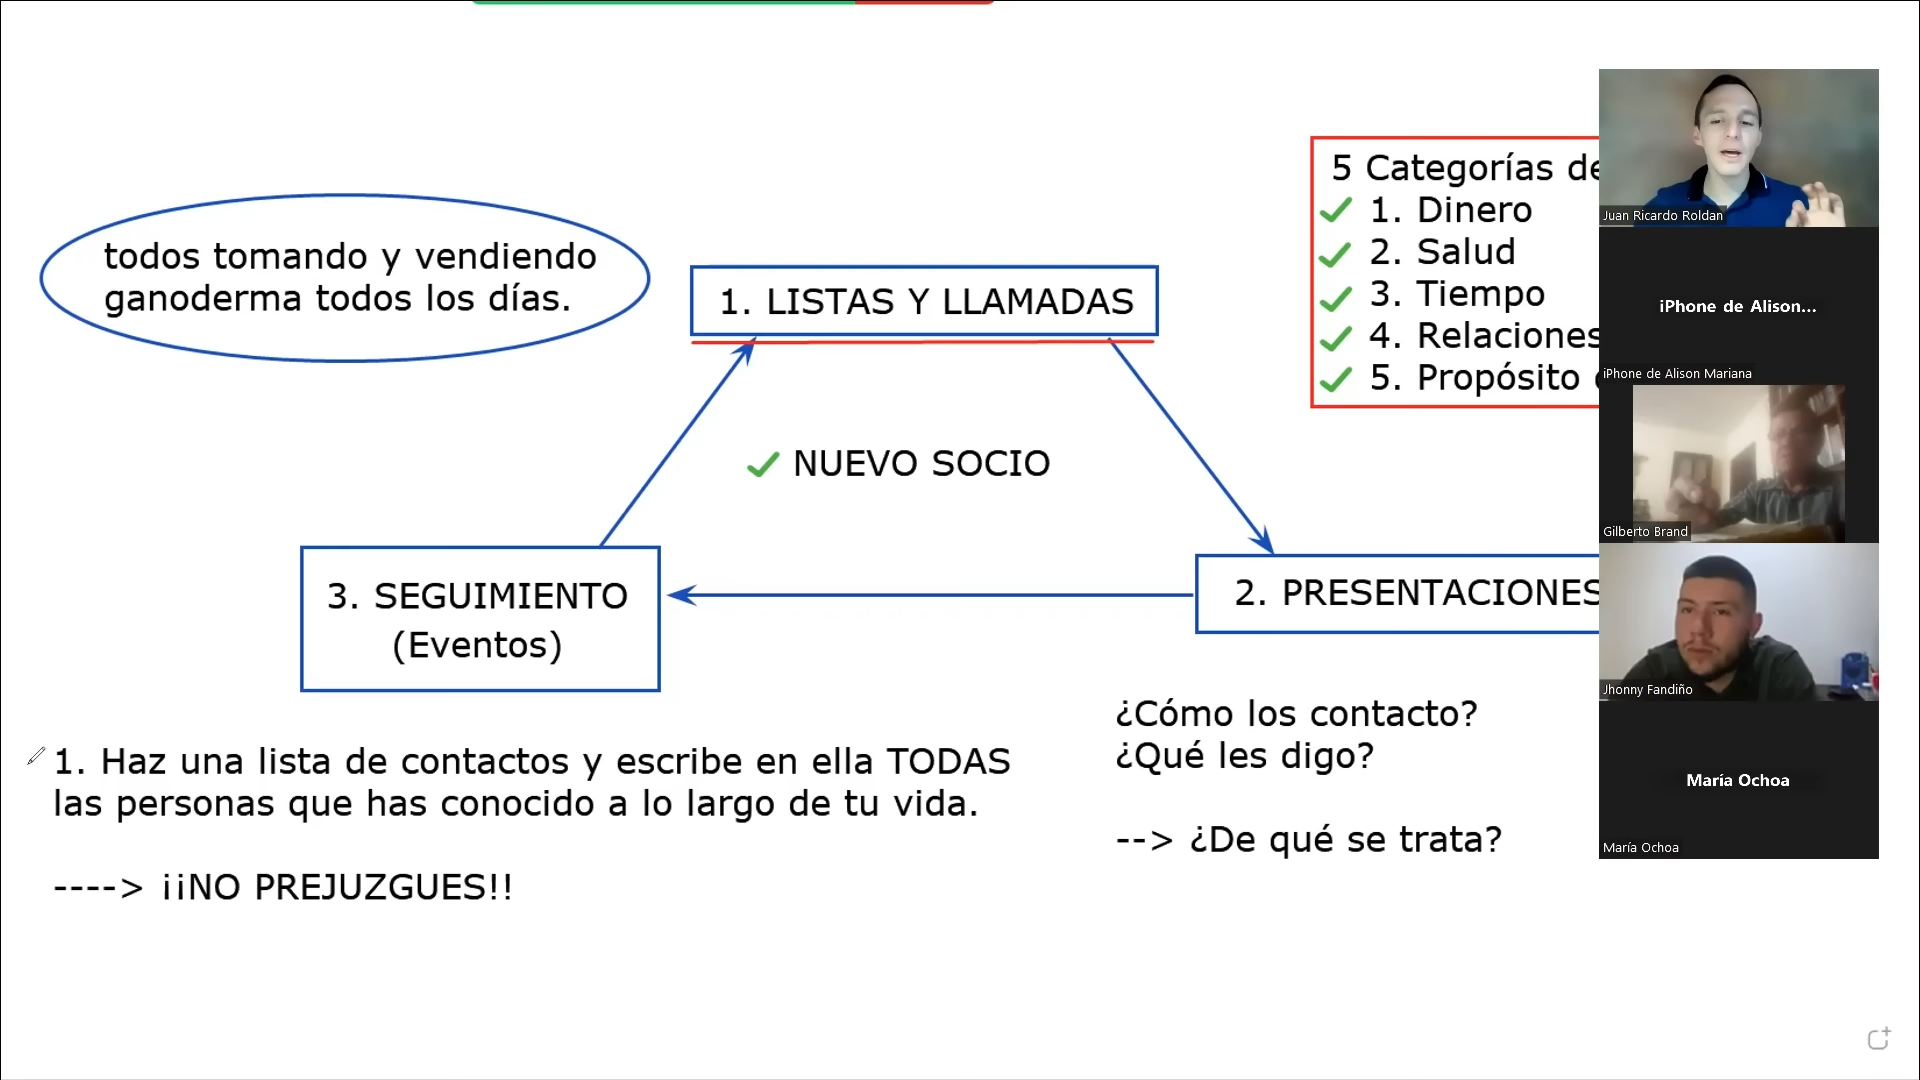 todos tomando y vendiendo
ganoderma todos los días.
1. LISTAS Y LLAMADAS
5 Categorías de
1. Dinero
2. Salud
3. Tiempo
4. Relaciones
5. Propósito
NUEVO SOCIO
3. SEGUIMIENTO
(Eventos)
2. PRESENTACIONES
1. Haz una lista de contactos y escribe en ella TODAS
las personas que has conocido a lo largo de tu vida.
----> ¡¡NO PREJUZGUES!!
¿Cómo los contacto?
¿Qué les digo?
--> ¿De qué se trata?
Juan Ricardo Roldan
iPhone de Alison...
iPhone de Alison Mariana
Gilberto Brand
Jhonny Fandiño
María Ochoa
María Ochoa